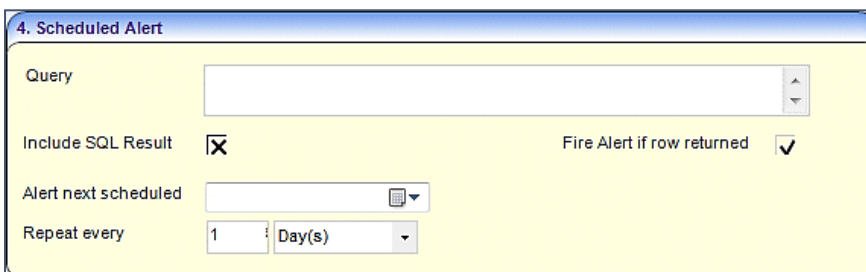 4. Scheduled Alert
Query
Include SQL Result Fire Alert if row returned
Alert next scheduled
Repeat every 1 Day(s)